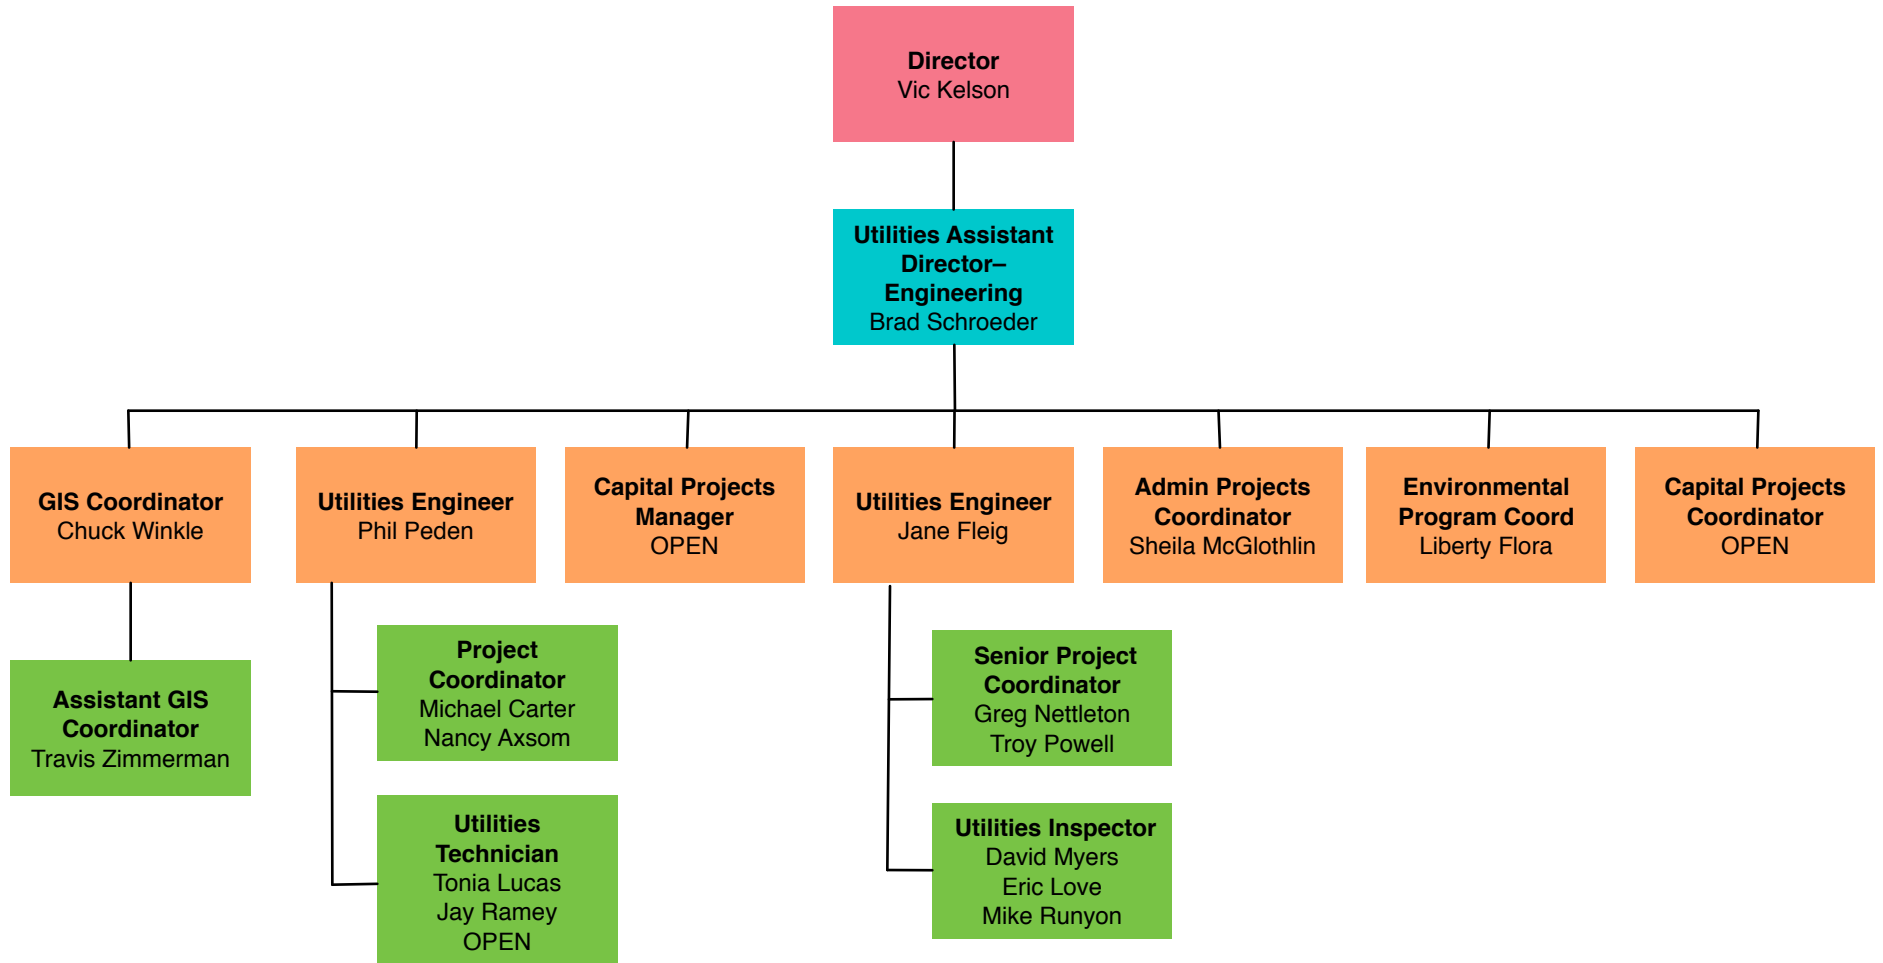 Director
Vic Kelson
Utilities Assistant
Director–
Engineering
Brad Schroeder
GIS Coordinator
Chuck Winkle
Utilities Engineer
Phil Peden
Capital Projects
Manager
OPEN
Utilities Engineer
Jane Fleig
Admin Projects
Coordinator
Sheila McGlothlin
Environmental
Program Coord
Liberty Flora
Capital Projects
Coordinator
OPEN
Assistant GIS
Coordinator
Travis Zimmerman
Project
Coordinator
Michael Carter
Nancy Axsom
Utilities
Technician
Tonia Lucas
Jay Ramey
OPEN
Senior Project
Coordinator
Greg Nettleton
Troy Powell
Utilities Inspector
David Myers
Eric Love
Mike Runyon